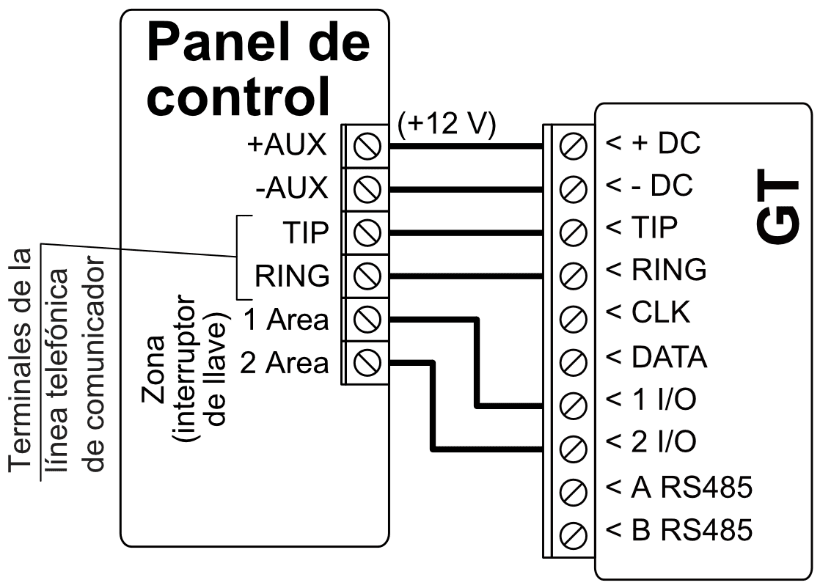 Panel de
control
(+12 V)
+AUX
-AUX
TIP
RING
1 Area
2 Area
Zona
(interruptor
de llave)
Terminales de la
línea telefónica
de comunicador
GT
< + DC
< - DC
< TIP
< RING
< CLK
< DATA
< 1 I/O
< 2 I/O
< A RS485
< B RS485